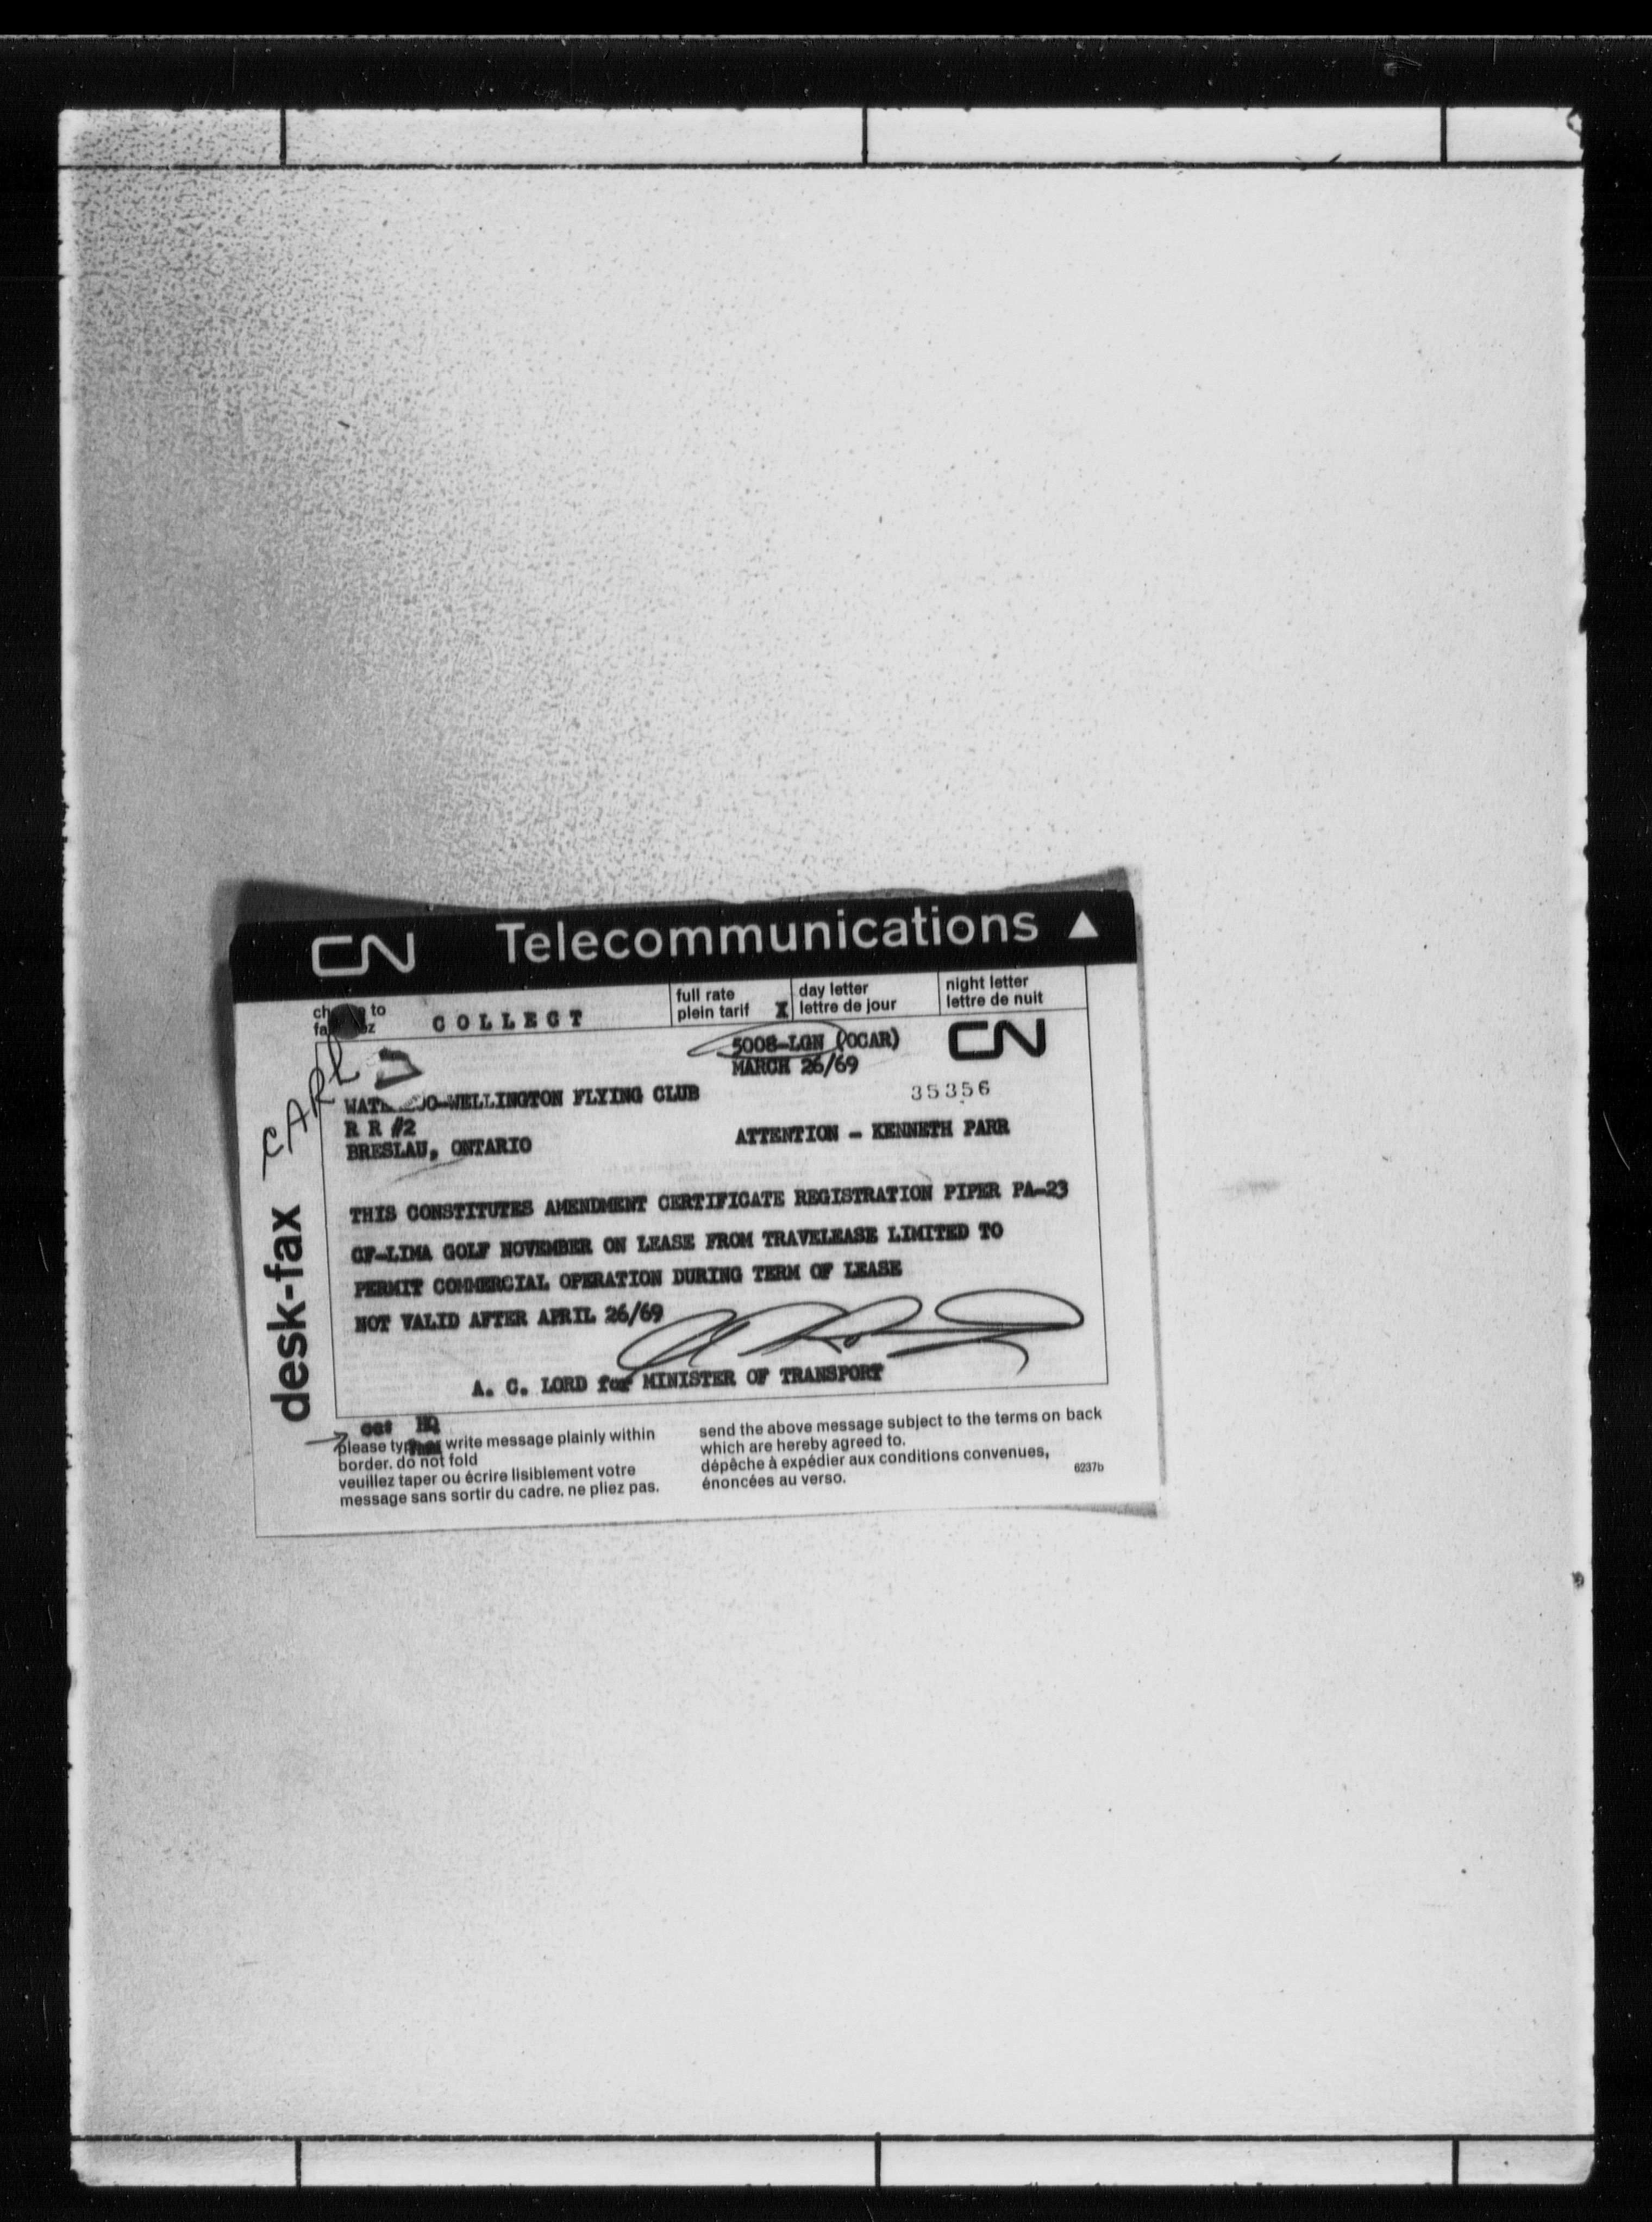 CN Telecommunications
to
COLLECT
full rate
plein tarif X
day letter
lettre de jour
night letter
lettre de nuit
CN
5008-LGN (OCAR)
MARCH 26/69
35356
CARL
-WELLINGTON FLYING CLUB
R R #2
BRESLAU, ONTARIO
ATTENTION - KENNETH PARR
THIS CONSTITUTES AMENDMENT CERTIFICATE REGISTRATION PIPER PA-23
CF-LIMA GOLF NOVEMBER ON LEASE FROM TRAVELEASE LIMITED TO
PERMIT COMMERCIAL OPERATION DURING TERM OF LEASE
NOT VALID AFTER APRIL 26/69
A. C. LORD for MINISTER OF TRANSPORT
desk-fax
cc: HQ
please write message plainly within
border. do not fold
veuillez taper ou écrire lisiblement votre
message sans sortir du cadre. ne pliez pas.
send the above message subject to the terms on back
which are hereby agreed to.
dépêche à expédier aux conditions convenues,
énoncées au verso.
6237b